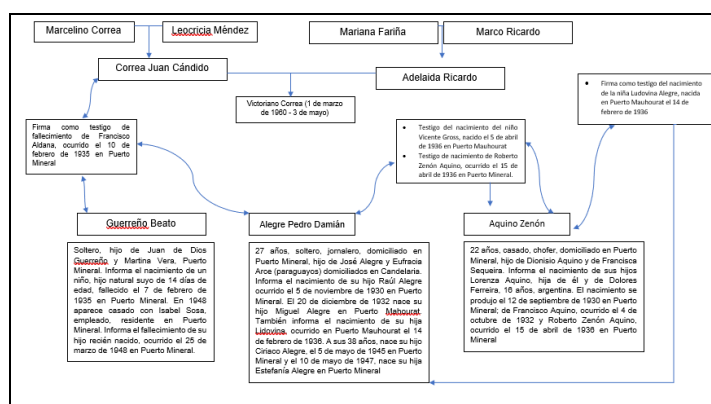 Marcelino Correa
Leocricia Méndez
Mariana Fariña
Marco Ricardo
Correa Juan Cándido
Adelaida Ricardo
Victoriano Correa (1 de marzo
de 1960 - 3 de mayo)
• Firma como testigo del nacimiento de
la niña Ludovina Alegre, nacida
en Puerto Mauhourat el 14 de
febrero de 1936
Firma como testigo de
fallecimiento de Francisco
Aldana, ocurrido el 10 de
febrero de 1935 en Puerto
Mineral
• Testigo del nacimiento del niño
Vicente Gross, nacido el 5 de abril
de 1936 en Puerto Mauhourat
• Testigo de nacimiento de Roberto
Zenón Aquino, ocurrido el 15 de
abril de 1936 en Puerto Mineral.
Guerreño Beato
Alegre Pedro Damián
Aquino Zenón
Soltero, hijo de Juan de Dios
Guerreño y Martina Vera, Puerto
Mineral. Informa el nacimiento de un
niño, hijo natural suyo de 14 días de
edad, fallecido el 7 de febrero de
1935 en Puerto Mineral. En 1948
aparece casado con Isabel Sosa,
empleado, residente en Puerto
Mineral. Informa el fallecimiento de su
hijo recién nacido, ocurrido el 25 de
marzo de 1948 en Puerto Mineral.
27 años, soltero, jornalero, domiciliado en
Puerto Mineral, hijo de José Alegre y Eufracia
Arce (paraguayos) domiciliados en Candelaria.
Informa el nacimiento de su hijo Raúl Alegre
ocurrido el 5 de noviembre de 1930 en Puerto
Mineral. El 20 de diciembre de 1932 nace su
hijo Miguel Alegre en Puerto Mahourat.
También informa el nacimiento de su hija
Lidovina, ocurrido en Puerto Mauhourat el 14
de febrero de 1936. A sus 38 años, nace su hijo
Ciriaco Alegre, el 5 de mayo de 1945 en Puerto
Mineral y el 10 de mayo de 1947, nace su hija
Estefanía Alegre en Puerto Mineral
22 años, casado, chofer, domiciliado en Puerto
Mineral, hijo de Dionisio Aquino y de Francisca
Sequeira. Informa el nacimiento de sus hijos
Lorenza Aquino, hija de él y de Dolores
Ferreira, 16 años, argentina. El nacimiento se
produjo el 12 de septiembre de 1930 en Puerto
Mineral; de Francisco Aquino, ocurrido el 4 de
octubre de 1932 y Roberto Zenón Aquino,
ocurrido el 15 de abril de 1936 en Puerto
Mineral